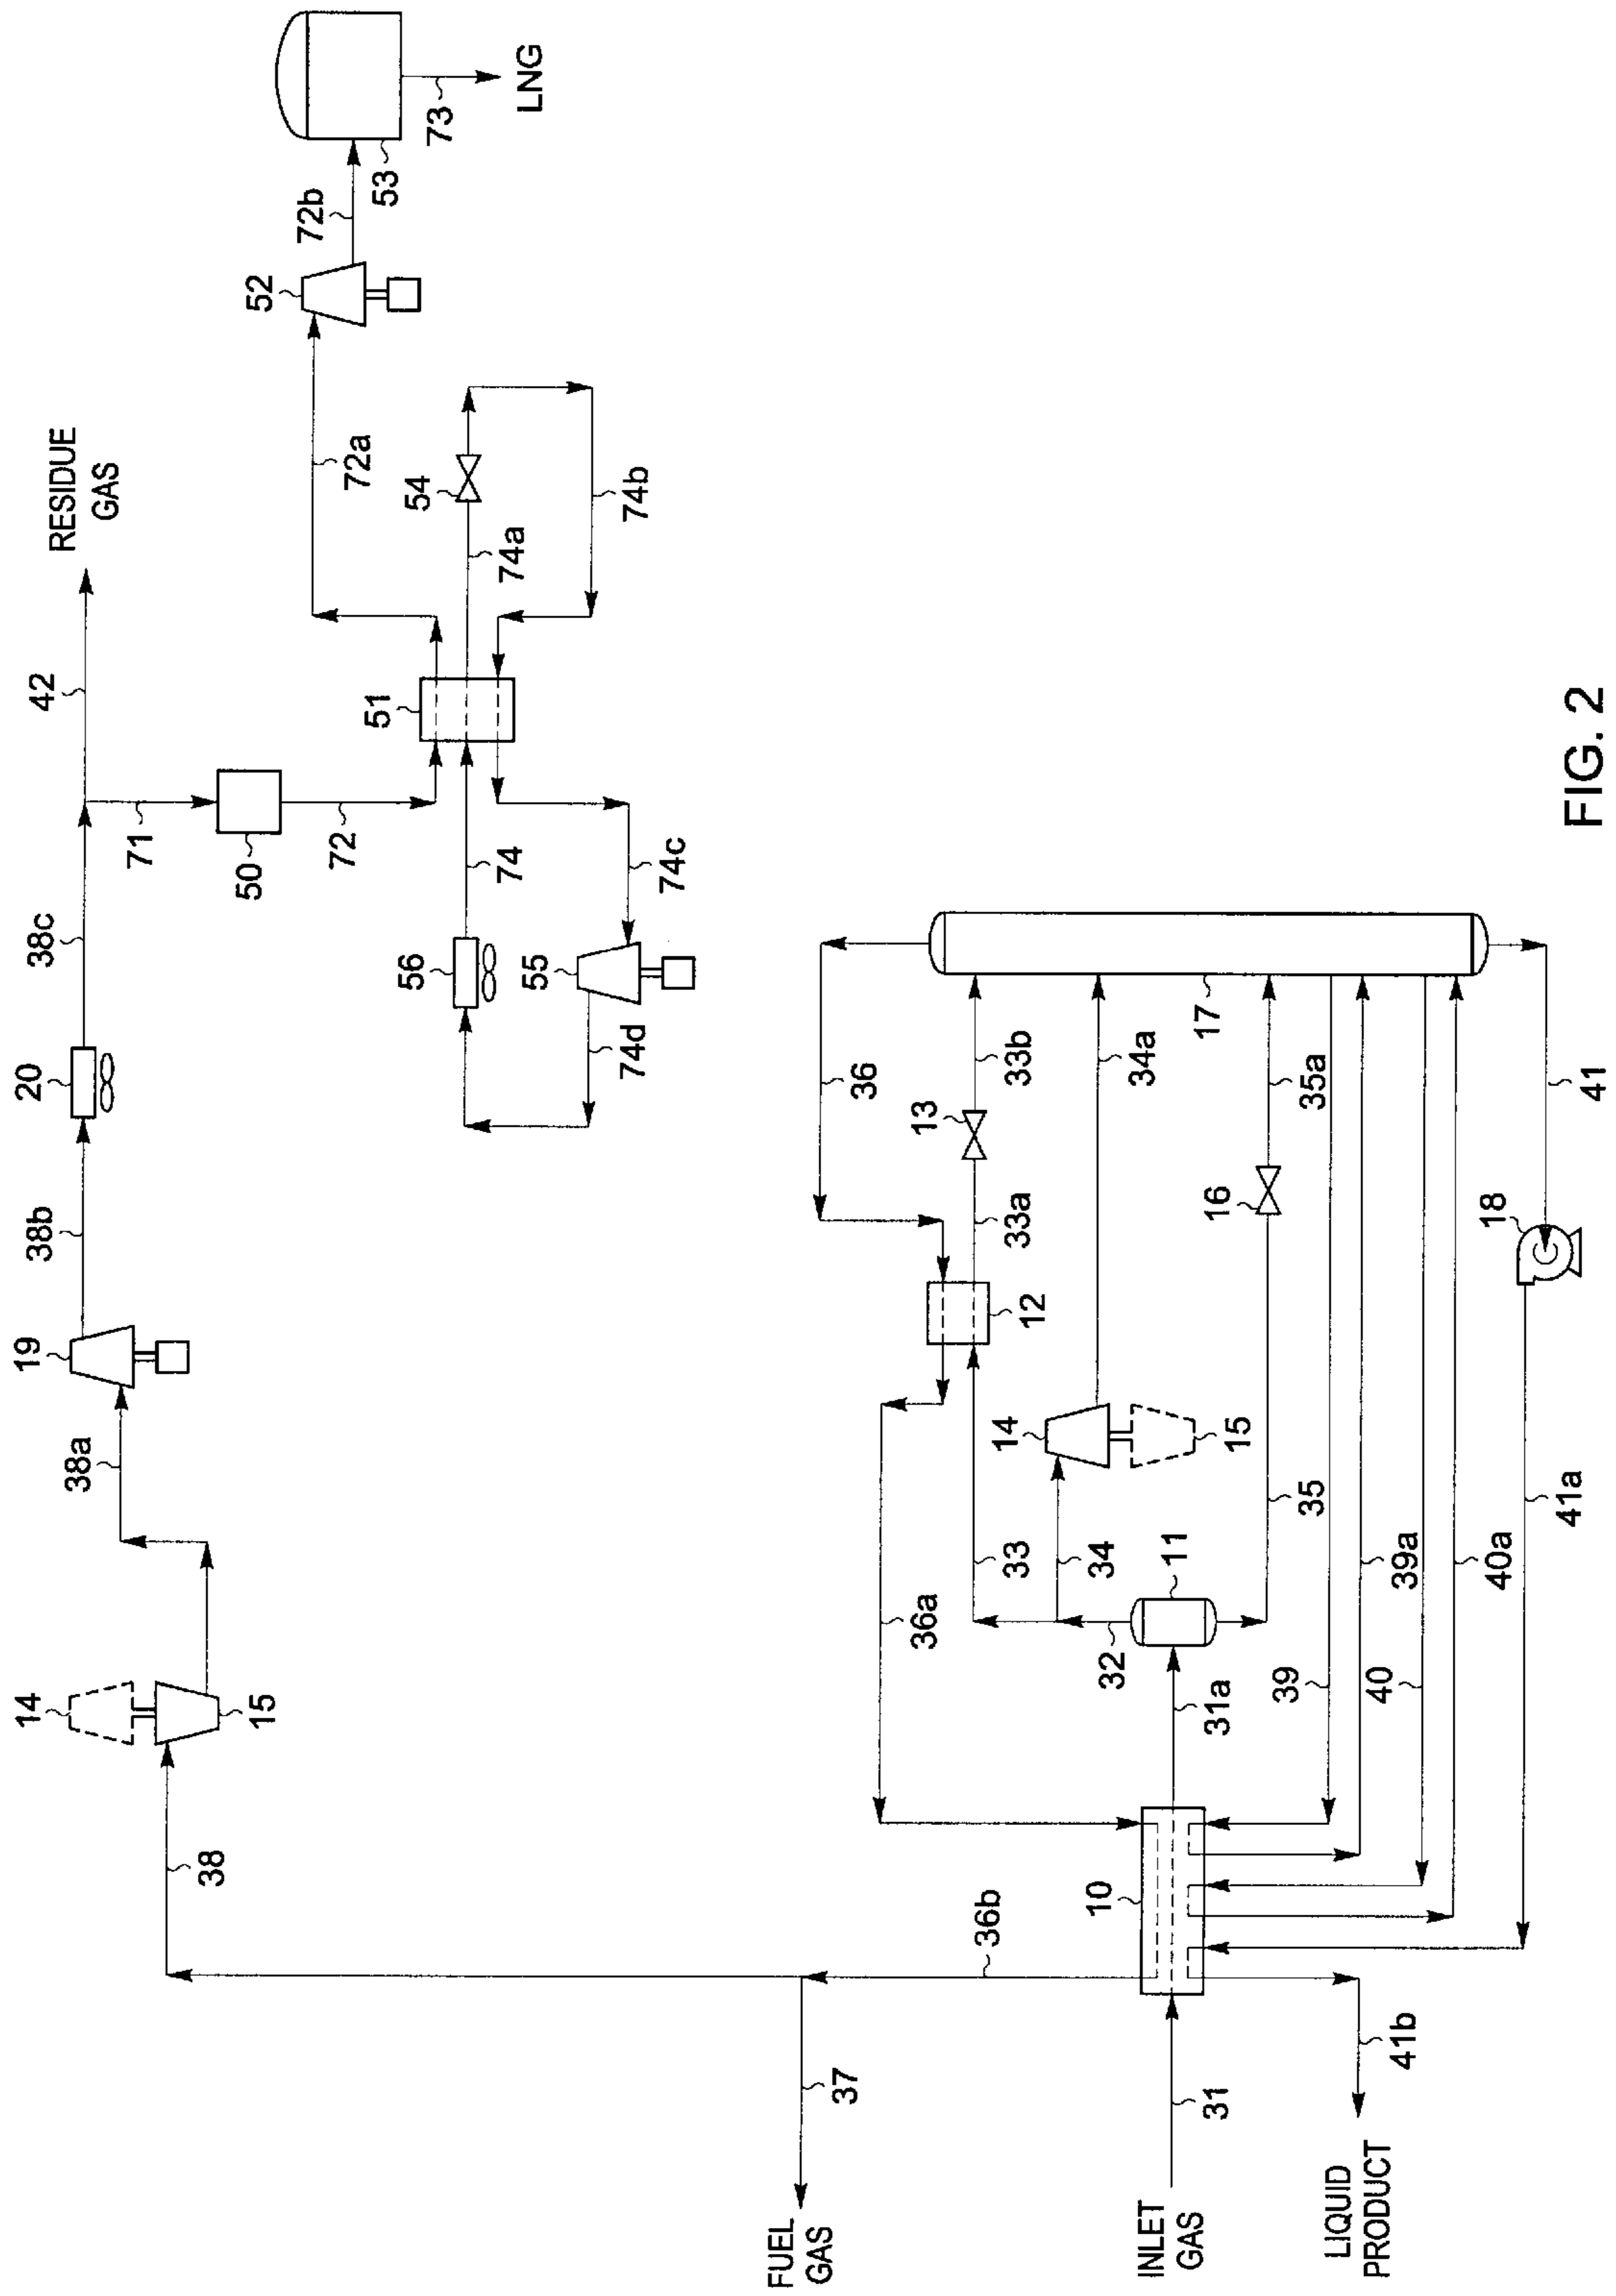 14
19
20
38b
38a
38c
42
RESIDUE
GAS
71
38
15
50
52
72b
72
72a
51
53
54
56
73
74
74a
LNG
55
74d
74b
74c
FUEL
GAS
37
36
36a
13
36b
14
33
33a
33b
12
10
32
11
34
34a
INLET
GAS
31
31a
15
16
17
39
35
35a
LIQUID
PRODUCT
41b
40
39a
40a
18
41a
41
FIG. 2